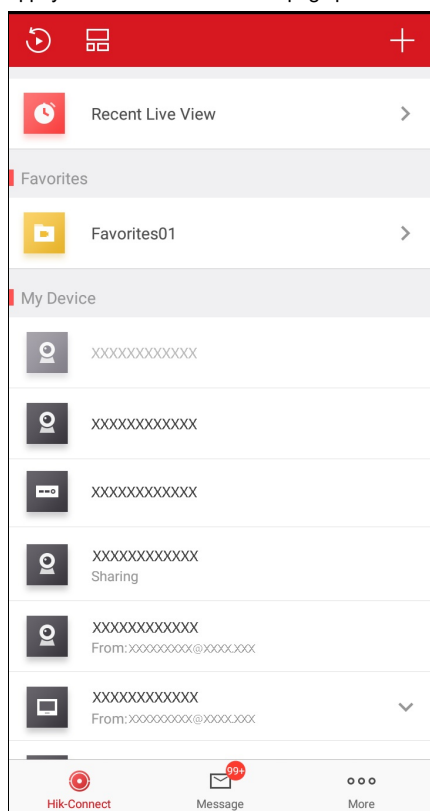 Recent Live View
Favorites
Favorites01
My Device
XXXXXXXXXXXX
XXXXXXXXXXXX
XXXXXXXXXXXX
XXXXXXXXXXXX
Sharing
XXXXXXXXXXXX
From:XXXXXXXXX@XXXX.XXX
XXXXXXXXXXXX
From:XXXXXXXXX@XXXX.XXX
99+
Hik-Connect
Message
More